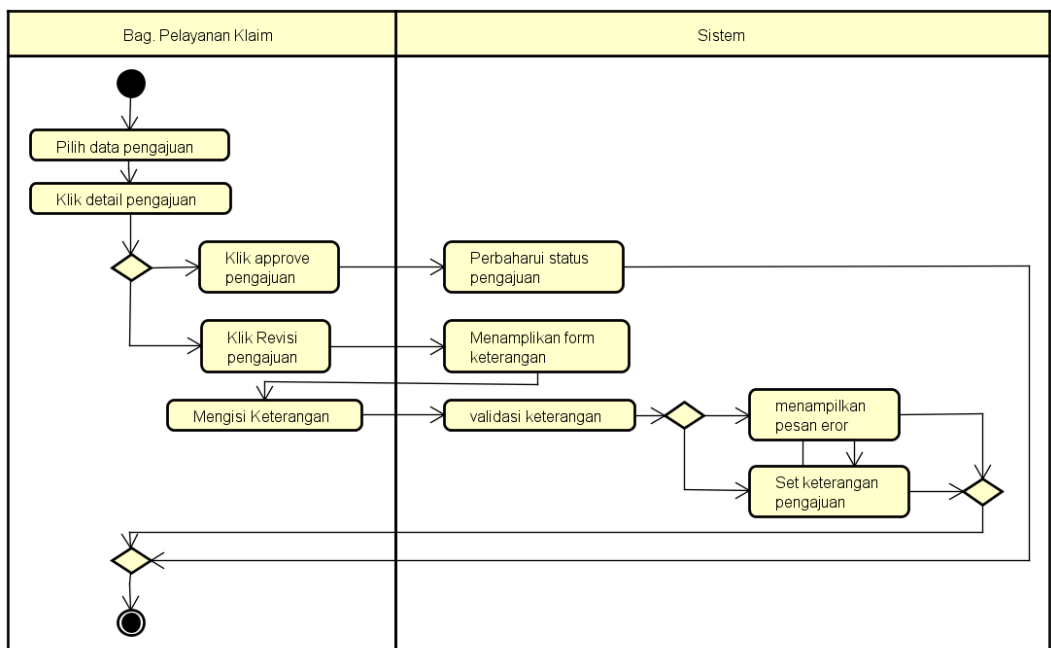 Bag. Pelayanan Klaim
Sistem
Pilih data pengajuan
Klik detail pengajuan
Klik approve
pengajuan
Perbaharui status
pengajuan
Klik Revisi
pengajuan
Menamplikan form
keterangan
Mengisi Keterangan
validasi keterangan
menampilkan
pesan eror
Set keterangan
pengajuan